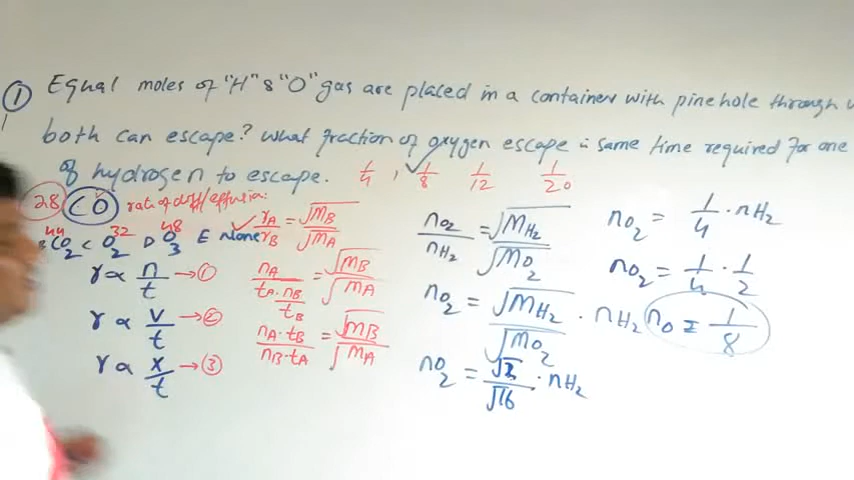 ① Equal moles of "H" & "O" gas are placed in a container with pinehole through
both can escape? what fraction of oxygen escape in same time required for one
of hydrogen to escape. 1/4 , 1/8 1/12 1/20
28 CO rate of diff/effusion:
44 CO2 < O2 32 D O3 48 E None
γ ∝ n/t → ①
γ ∝ v/t → ②
γ ∝ x/t → ③
rA/rB = √MB/√MA
nA/tA · nB/tB = √MB/√MA
nA·tB/nB·tA = √MB/√MA
nO2/nH2 = √MH2/√MO2
nO2 = √MH2/√MO2 · nH2
nO2 = √2/√16 · nH2
nO2 = 1/4 · nH2
nO2 = 1/4 · 1/2
nO = 1/8